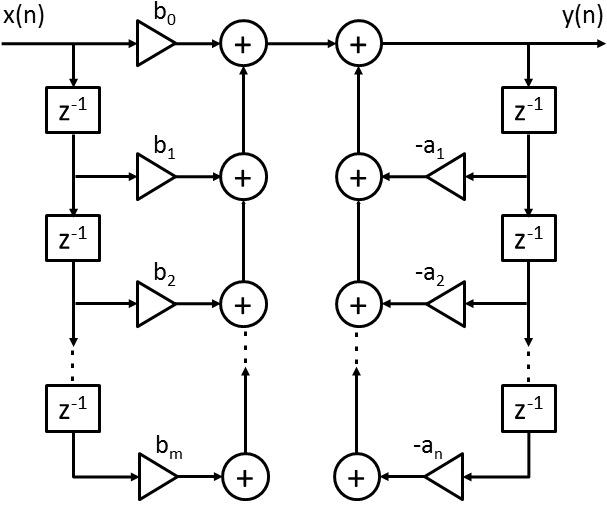 x(n) b₀ + + y(n)
z⁻¹ z⁻¹
b₁ + + -a₁
z⁻¹ z⁻¹
b₂ + + -a₂
z⁻¹ z⁻¹
bₘ + + -aₙ